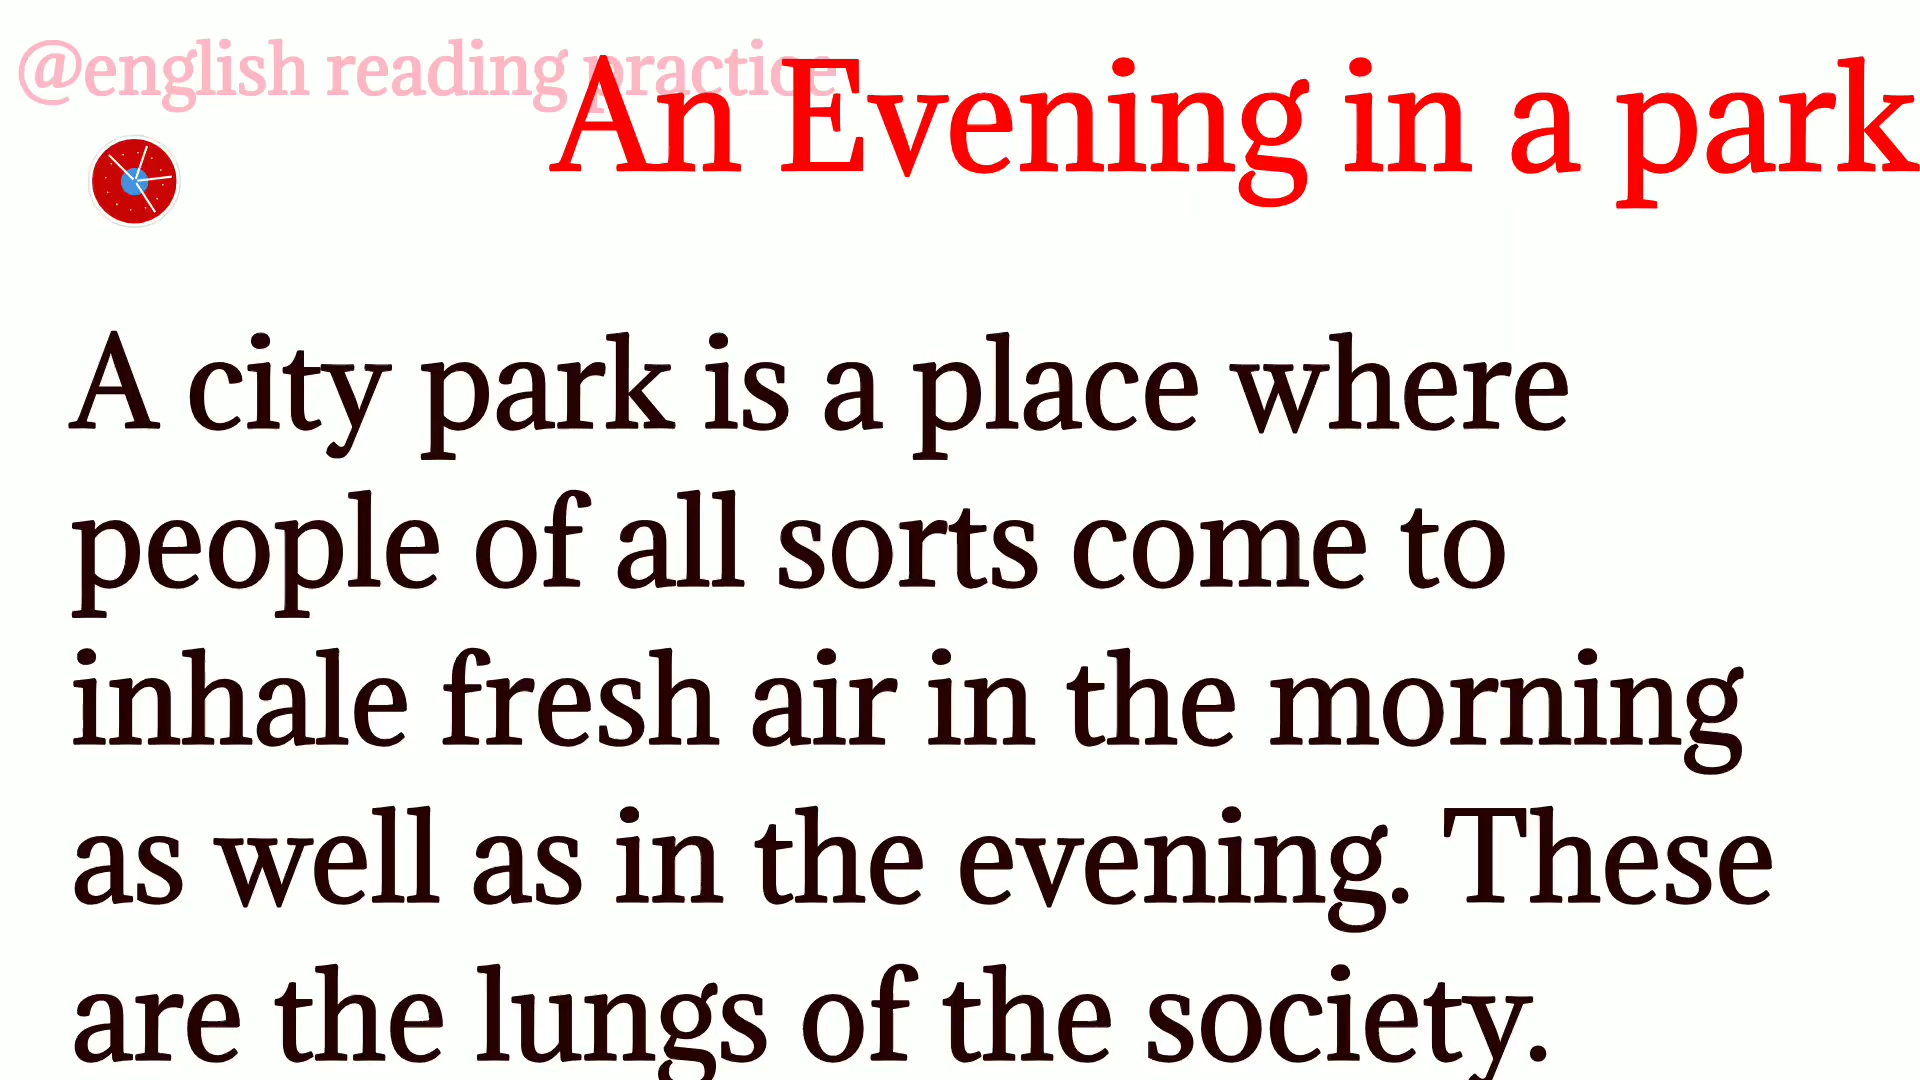 @english reading practice
An Evening in a park
A city park is a place where
people of all sorts come to
inhale fresh air in the morning
as well as in the evening. These
are the lungs of the society.